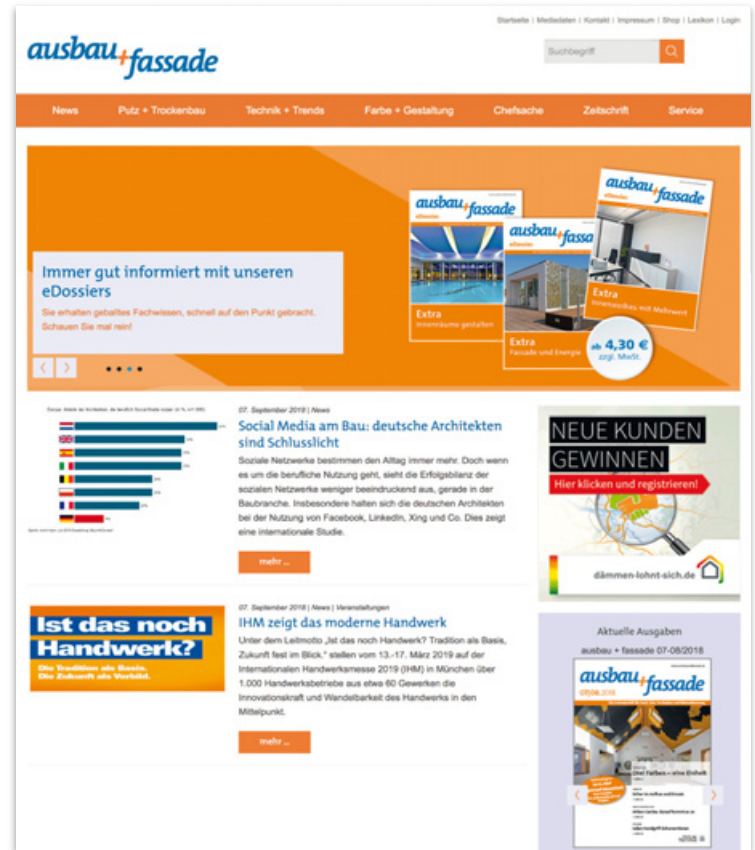 Startseite | Mediadaten | Kontakt | Impressum | Shop | Lexikon | Login
ausbau+fassade
Suchbegriff
News Putz + Trockenbau Technik + Trends Farbe + Gestaltung Chefsache Zeitschrift Service
ausbau+fassade
Extra
Innenräume gestalten
ausbau+fassa
Extra
Fassade und Energie
ausbau+fassade
Extra
Innenausbau mit Mehrwert
ab 4,30 €
zzgl. MwSt.
Immer gut informiert mit unseren
eDossiers
Sie erhalten geballtes Fachwissen, schnell auf den Punkt gebracht.
Schauen Sie mal rein!
07. September 2018 | News
Social Media am Bau: deutsche Architekten
sind Schlusslicht
Soziale Netzwerke bestimmen den Alltag immer mehr. Doch wenn
es um die berufliche Nutzung geht, sieht die Erfolgsbilanz der
sozialen Netzwerke weniger beeindruckend aus, gerade in der
Baubranche. Insbesondere halten sich die deutschen Architekten
bei der Nutzung von Facebook, LinkedIn, Xing und Co. Dies zeigt
eine internationale Studie.
mehr ...
Ist das noch
Handwerk?
Die Tradition als Basis.
Die Zukunft als Vorbild.
07. September 2018 | News | Veranstaltungen
IHM zeigt das moderne Handwerk
Unter dem Leitmotto „Ist das noch Handwerk? Tradition als Basis,
Zukunft fest im Blick." stellen vom 13.-17. März 2019 auf der
Internationalen Handwerksmesse 2019 (IHM) in München über
1.000 Handwerksbetriebe aus etwa 60 Gewerken die
Innovationskraft und Wandelbarkeit des Handwerks in den
Mittelpunkt.
mehr ...
NEUE KUNDEN
GEWINNEN
Hier klicken und registrieren!
dämmen-lohnt-sich.de
Aktuelle Ausgaben
ausbau + fassade 07-08/2018
ausbau+fassade
07/08.2018
Drei Farben – eine Einheit